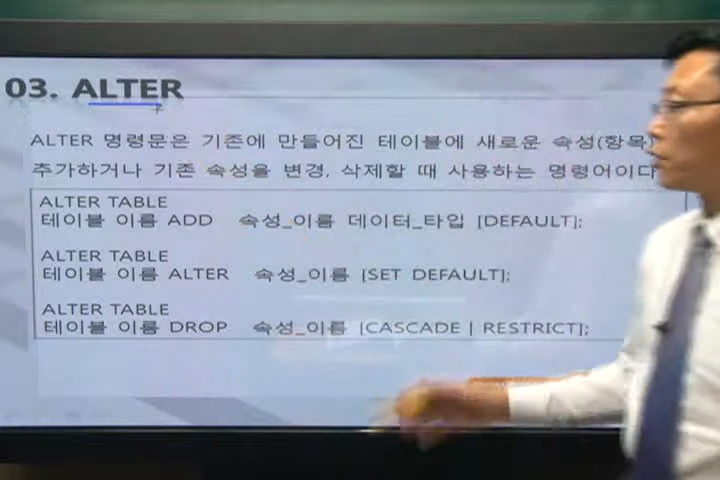 03. ALTER
ALTER 명령문은 기존에 만들어진 테이블에 새로운 속성(항목)
추가하거나 기존 속성을 변경, 삭제할 때 사용하는 명령어이다
ALTER TABLE
테이블 이름 ADD 속성_이름 데이터_타입 [DEFAULT];
ALTER TABLE
테이블 이름 ALTER 속성_이름 [SET DEFAULT];
ALTER TABLE
테이블 이름 DROP 속성_이름 [CASCADE | RESTRICT];